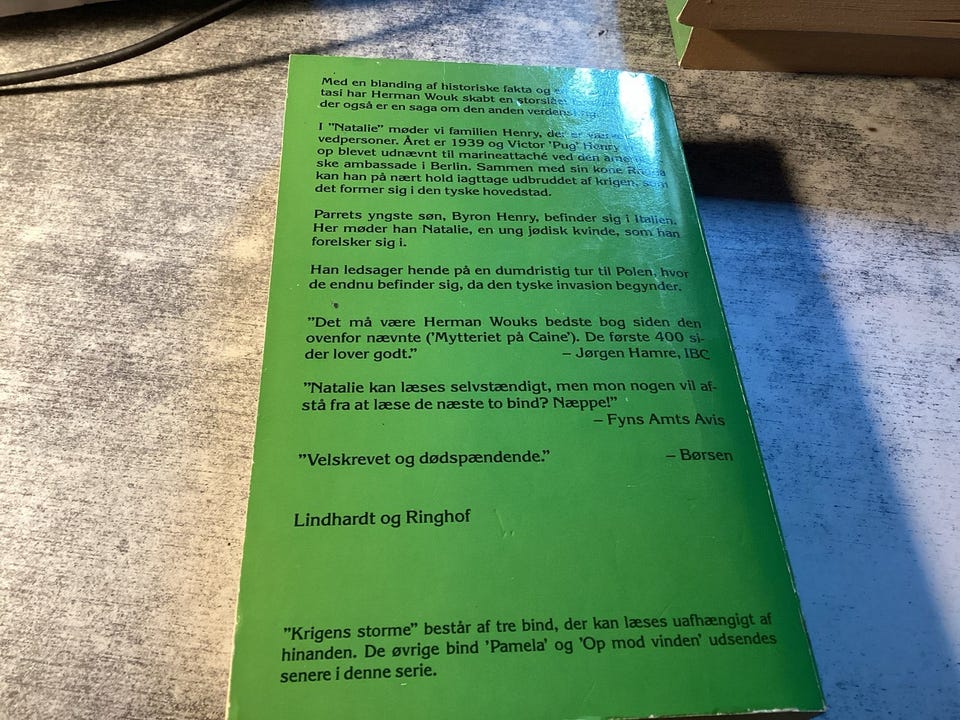 Med en blanding af historiske fakta og
tasi har Herman Wouk skabt en storslået
der også er en saga om den anden verdenskrig.
I ”Natalie” møder vi familien Henry, der er
vedpersoner. Året er 1939 og Victor ’Pug’ Henry
op blevet udnævnt til marineattaché ved den
ske ambassade i Berlin. Sammen med sin kone Rhoda
kan han på nært hold iagttage udbruddet af krigen, som
det former sig i den tyske hovedstad.
Parrets yngste søn, Byron Henry, befinder sig i Italien.
Her møder han Natalie, en ung jødisk kvinde, som han
forelsker sig i.
Han ledsager hende på en dumdristig tur til Polen, hvor
de endnu befinder sig, da den tyske invasion begynder.
”Det må være Herman Wouks bedste bog siden den
ovenfor nævnte (’Mytteriet på Caine’). De første 400 si-
der lover godt.” – Jørgen Hamre, IBC
”Natalie kan læses selvstændigt, men mon nogen vil af-
stå fra at læse de næste to bind? Næppe!”
– Fyns Amts Avis
”Velskrevet og dødspændende.” – Børsen
Lindhardt og Ringhof
”Krigens storme” består af tre bind, der kan læses uafhængigt af
hinanden. De øvrige bind ’Pamela’ og ’Op mod vinden’ udsendes
senere i denne serie.